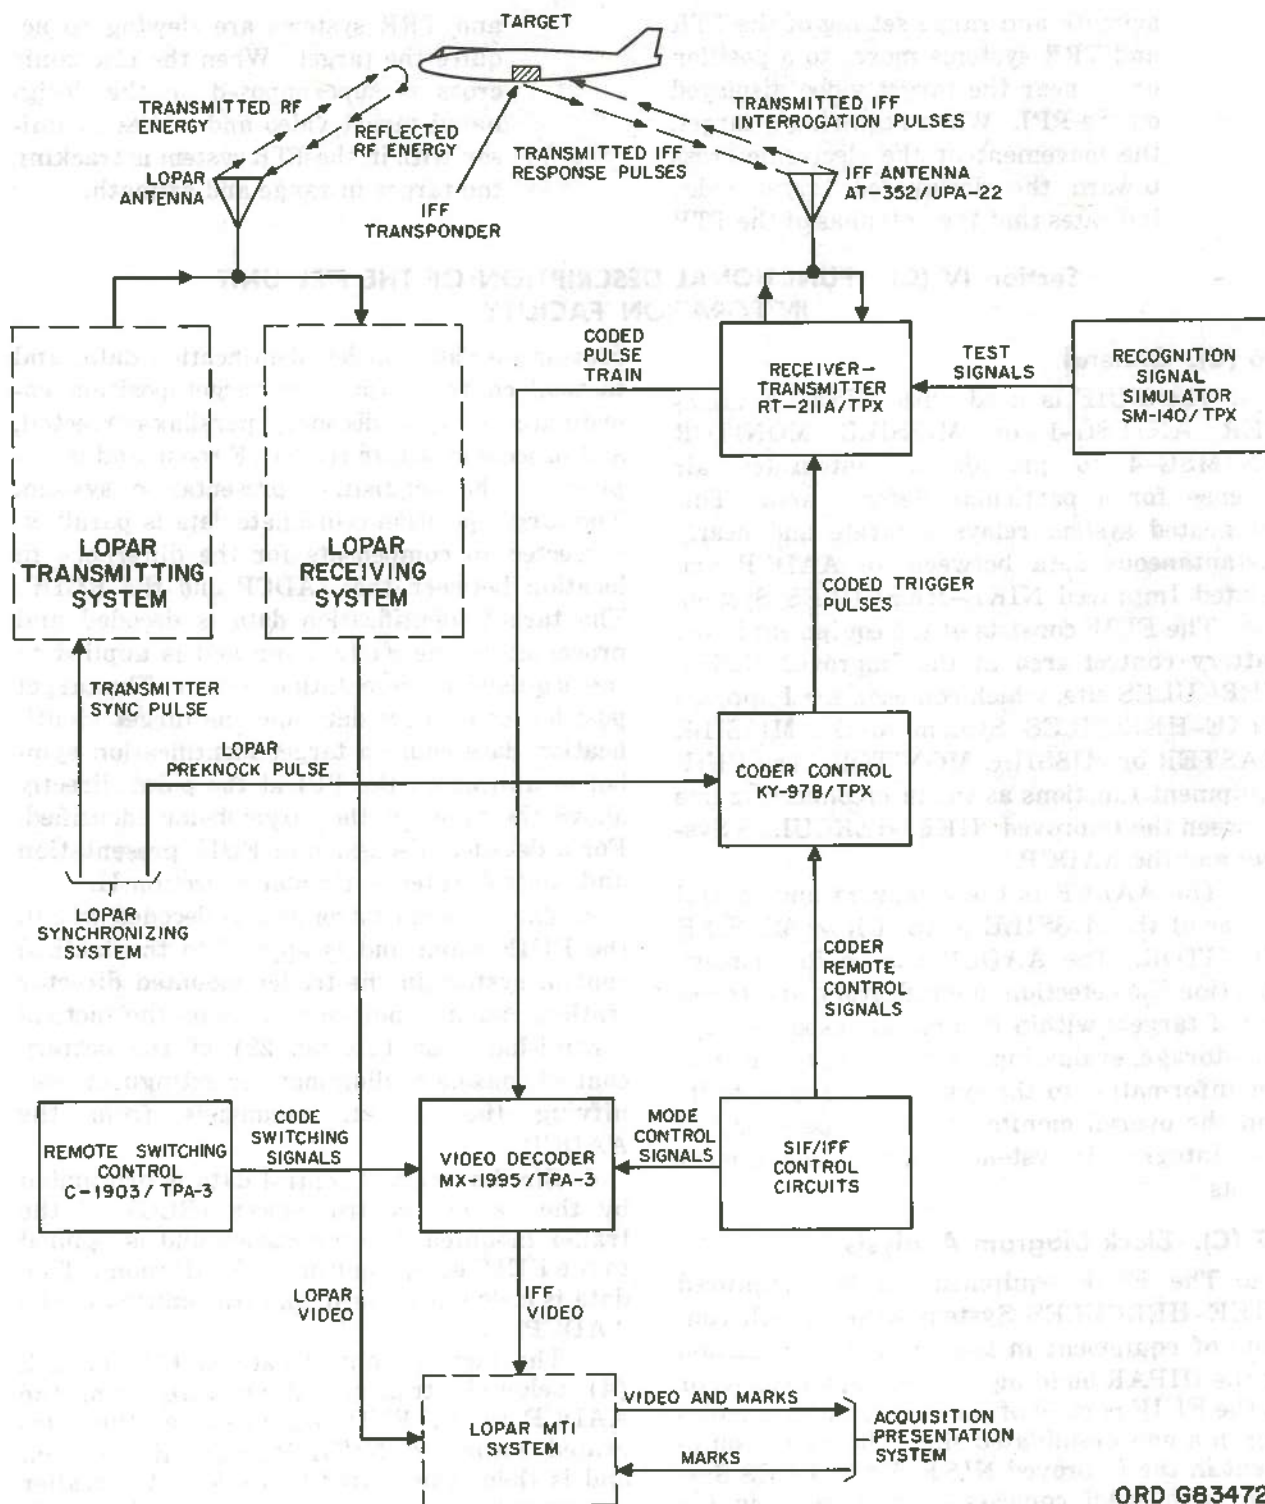 TARGET
TRANSMITTED RF
ENERGY
REFLECTED
RF ENERGY
TRANSMITTED IFF
INTERROGATION PULSES
TRANSMITTED IFF
RESPONSE PULSES
LOPAR
ANTENNA
IFF
TRANSPONDER
IFF ANTENNA
AT-352/UPA-22
LOPAR
TRANSMITTING
SYSTEM
LOPAR
RECEIVING
SYSTEM
CODED
PULSE
TRAIN
RECEIVER-
TRANSMITTER
RT-211A/TPX
TEST
SIGNALS
RECOGNITION
SIGNAL
SIMULATOR
SM-140/TPX
CODED TRIGGER
PULSES
TRANSMITTER
SYNC PULSE
LOPAR
PREKNOCK PULSE
CODER CONTROL
KY-97B/TPX
LOPAR
SYNCHRONIZING
SYSTEM
CODER
REMOTE
CONTROL
SIGNALS
REMOTE SWITCHING
CONTROL
C-1903/TPA-3
CODE
SWITCHING
SIGNALS
VIDEO DECODER
MX-1995/TPA-3
MODE
CONTROL
SIGNALS
SIF/IFF
CONTROL
CIRCUITS
LOPAR
VIDEO
IFF
VIDEO
LOPAR MTI
SYSTEM
VIDEO AND MARKS
MARKS
ACQUISITION
PRESENTATION
SYSTEM
ORD G83472